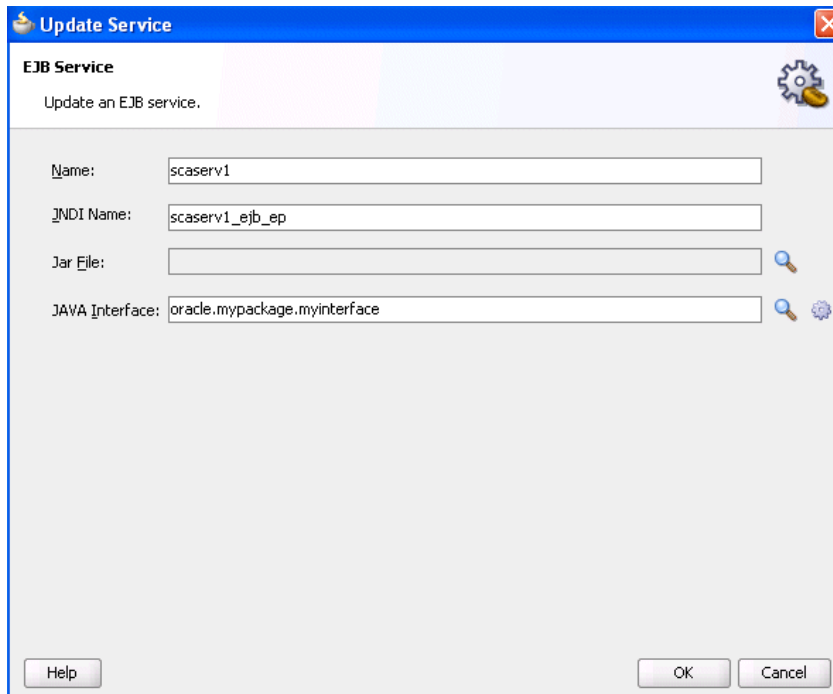 Update Service
EJB Service
Update an EJB service.
Name: scaserv1
JNDI Name: scaserv1_ejb_ep
Jar File:
JAVA Interface: oracle.mypackage.myinterface
Help OK Cancel